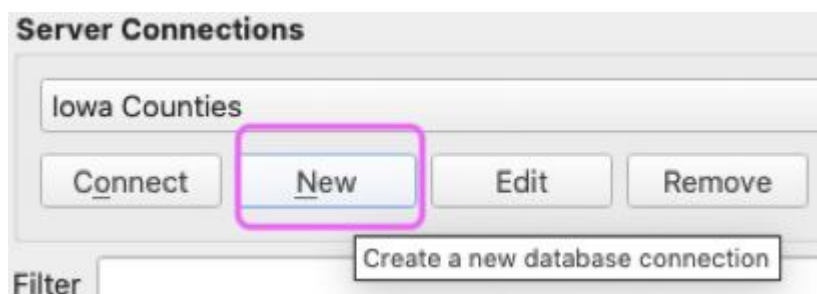 Server Connections
Iowa Counties
Connect New Edit Remove
Create a new database connection
Filter